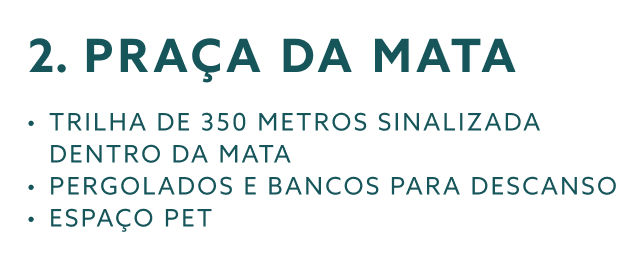 2. PRAÇA DA MATA
• TRILHA DE 350 METROS SINALIZADA
DENTRO DA MATA
• PERGOLADOS E BANCOS PARA DESCANSO
• ESPAÇO PET